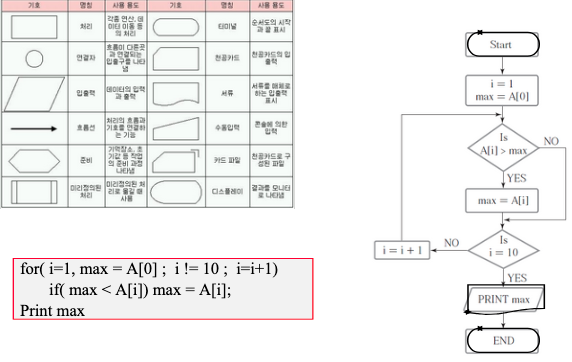 기호 명칭 사용 용도 기호 명칭 사용 용도
처리
각종 연산, 데
이터 이동 등
의 처리
터미널
순서도의 시작
과 끝 표시
연결자
흐름이 다른곳
과 연결되는
입출구를 나타
냄
천공카드
천공카드의 입
출력
입출력
데이터의 입력
과 출력
서류
서류를 매체로
하는 입출력
표시
흐름선
처리의 흐름과
기호를 연결하
는 기능
수동입력
콘솔에 의한
입력
준비
기억장소, 초
기값 등 작업
의 준비 과정
나타냄
카드 파일
천공카드로 구
성된 파일
미리정의된
처리
미리정의된 처
리로 옮길 때
사용
디스플레이
결과를 모니터
로 나타냄
for( i=1, max = A[0] ; i != 10 ; i=i+1)
if( max < A[i]) max = A[i];
Print max
Start
i = 1
max = A[0]
Is
A[i] > max
NO
YES
max = A[i]
Is
i = 10
NO
i = i + 1
YES
PRINT max
END